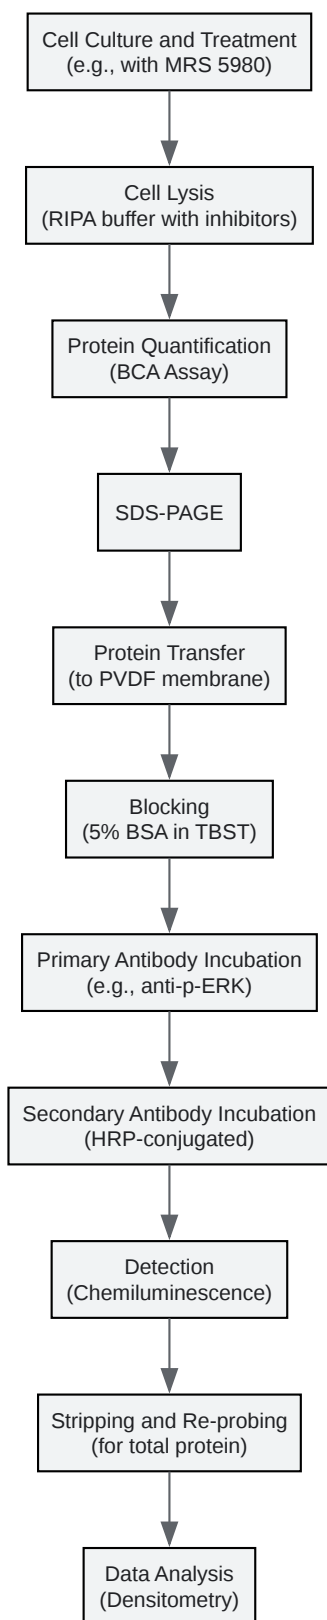 Cell Culture and Treatment
(e.g., with MRS 5980)
Cell Lysis
(RIPA buffer with inhibitors)
Protein Quantification
(BCA Assay)
SDS-PAGE
Protein Transfer
(to PVDF membrane)
Blocking
(5% BSA in TBST)
Primary Antibody Incubation
(e.g., anti-p-ERK)
Secondary Antibody Incubation
(HRP-conjugated)
Detection
(Chemiluminescence)
Stripping and Re-probing
(for total protein)
Data Analysis
(Densitometry)